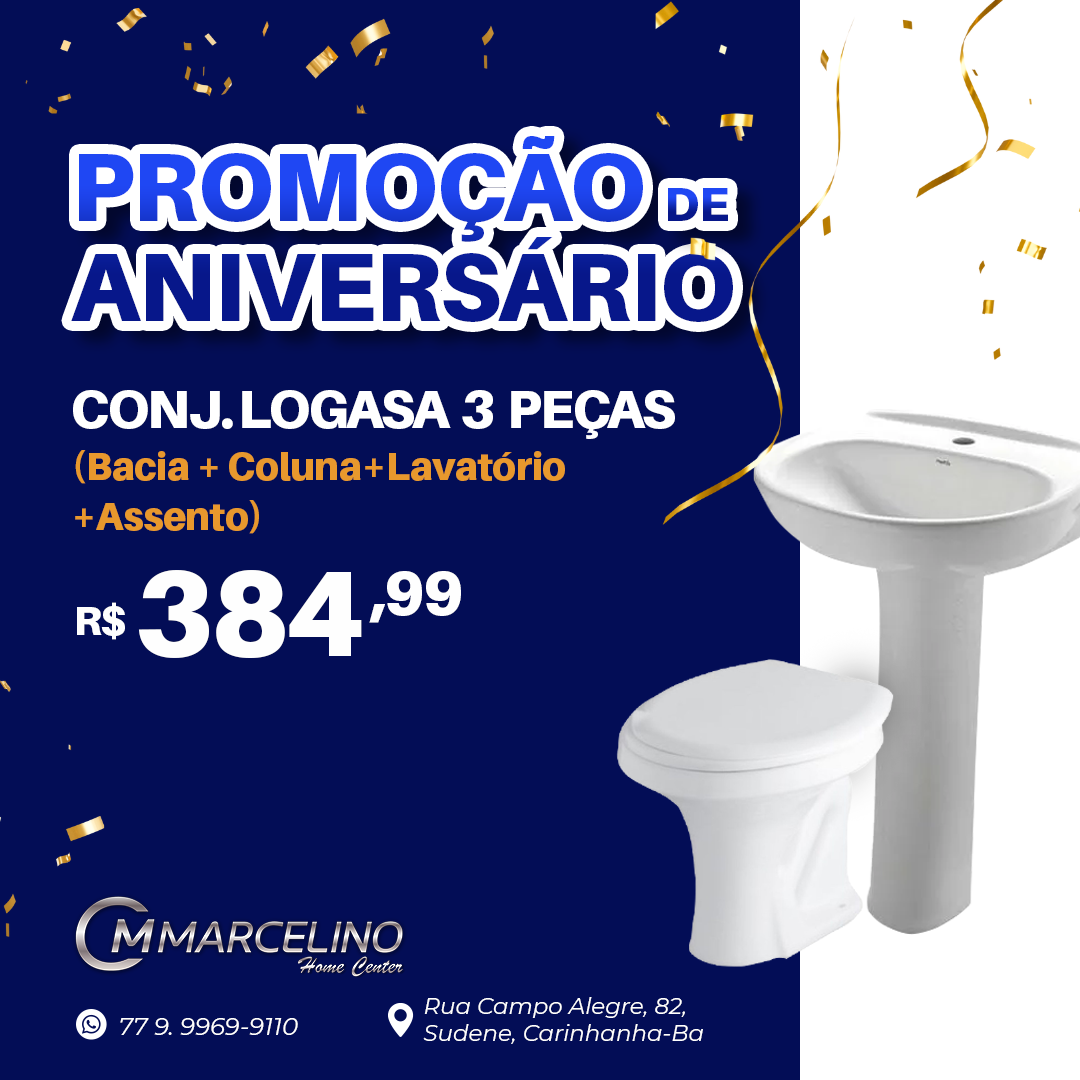 PROMOÇÃO DE
ANIVERSÁRIO
CONJ. LOGASA 3 PEÇAS
(Bacia + Coluna+Lavatório
+Assento)
R$ 384,99
CM MARCELINO
Home Center
77 9. 9969-9110
Rua Campo Alegre, 82,
Sudene, Carinhanha-Ba